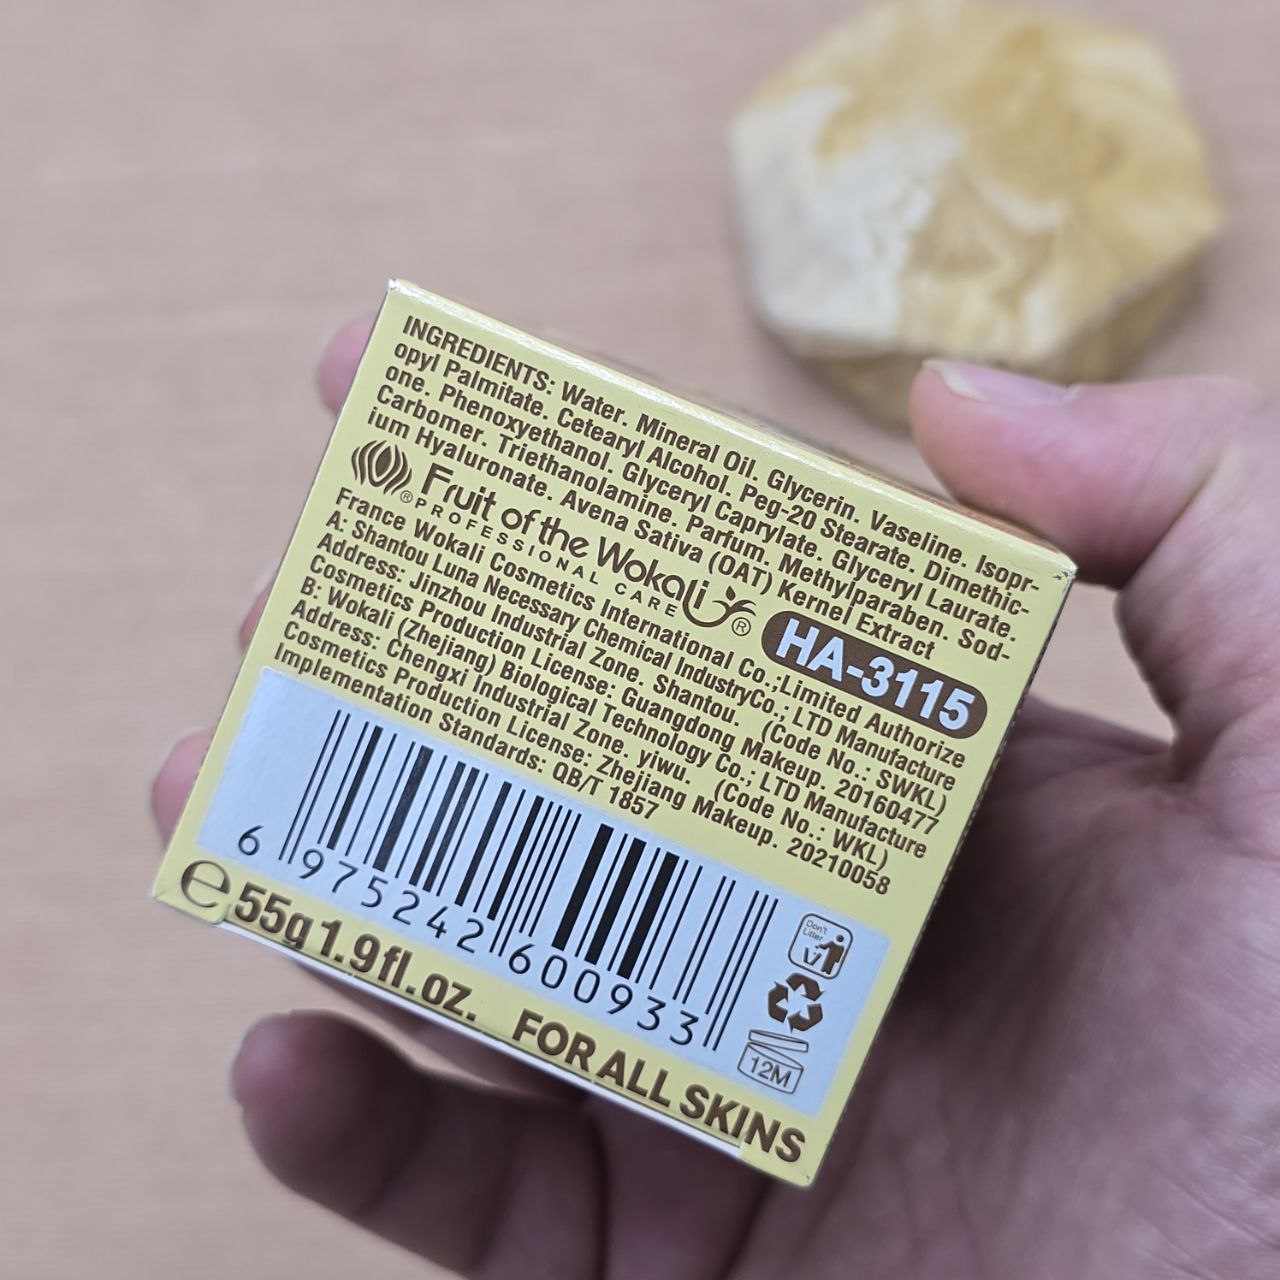 INGREDIENTS: Water. Mineral Oil. Glycerin. Vaseline. Isopr-
opyl Palmitate. Cetearyl Alcohol. Peg-20 Stearate. Dimethic-
one. Phenoxyethanol. Glyceryl Caprylate. Glyceryl Laurate.
Carbomer. Triethanolamine. Parfum. Methylparaben. Sod-
ium Hyaluronate. Avena Sativa (OAT) Kernel Extract
® Fruit of the Wokali ®
PROFESSIONAL CARE
HA-3115
France Wokali Cosmetics International Co.;Limited Authorize
A: Shantou Luna Necessary Chemical IndustryCo.; LTD Manufacture
Address: Jinzhou Industrial Zone. Shantou. (Code No.: SWKL)
Cosmetics Production License: Guangdong Makeup. 20160477
B: Wokali (Zhejiang) Biological Technology Co.; LTD Manufacture
Address: Chengxi Industrial Zone. yiwu. (Code No.: WKL)
Cosmetics Production License: Zhejiang Makeup. 20210058
Implementation Standards: QB/T 1857
6 975242 600933
Don't
Litter
12M
℮ 55g 1.9fl.oz. FOR ALL SKINS